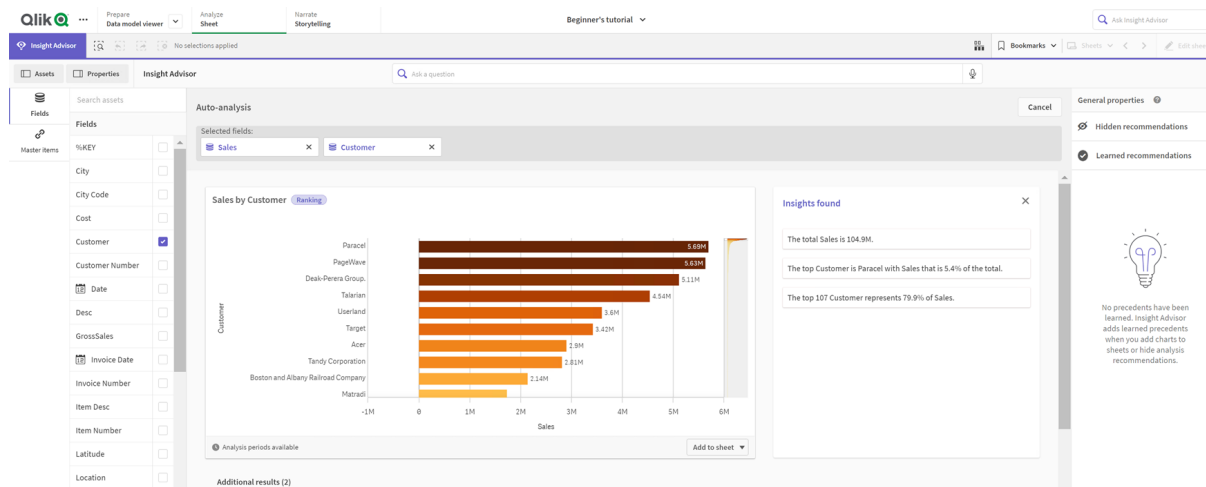 Qlik
Prepare
Data model viewer
Analyze
Sheet
Narrate
Storytelling
Beginner's tutorial
Ask Insight Advisor
Insight Advisor
No selections applied
Bookmarks
Sheets
Edit shee
Assets
Properties
Insight Advisor
Ask a question
Fields
Master items
Search assets
Fields
%KEY
City
City Code
Cost
Customer
Customer Number
Date
Desc
GrossSales
Invoice Date
Invoice Number
Item Desc
Item Number
Latitude
Location
Auto-analysis
Cancel
Selected fields:
Sales
Customer
Sales by Customer
Ranking
Customer
Paracel
5.69M
PageWave
5.63M
Deak-Perera Group.
5.11M
Talarian
4.54M
Userland
3.6M
Target
3.42M
Acer
2.9M
Tandy Corporation
2.81M
Boston and Albany Railroad Company
2.14M
Matradi
-1M
0
1M
2M
3M
4M
5M
6M
Sales
Analysis periods available
Add to sheet
Additional results (2)
Insights found
The total Sales is 104.9M.
The top Customer is Paracel with Sales that is 5.4% of the total.
The top 107 Customer represents 79.9% of Sales.
General properties
Hidden recommendations
Learned recommendations
No precedents have been
learned. Insight Advisor
adds learned precedents
when you add charts to
sheets or hide analysis
recommendations.